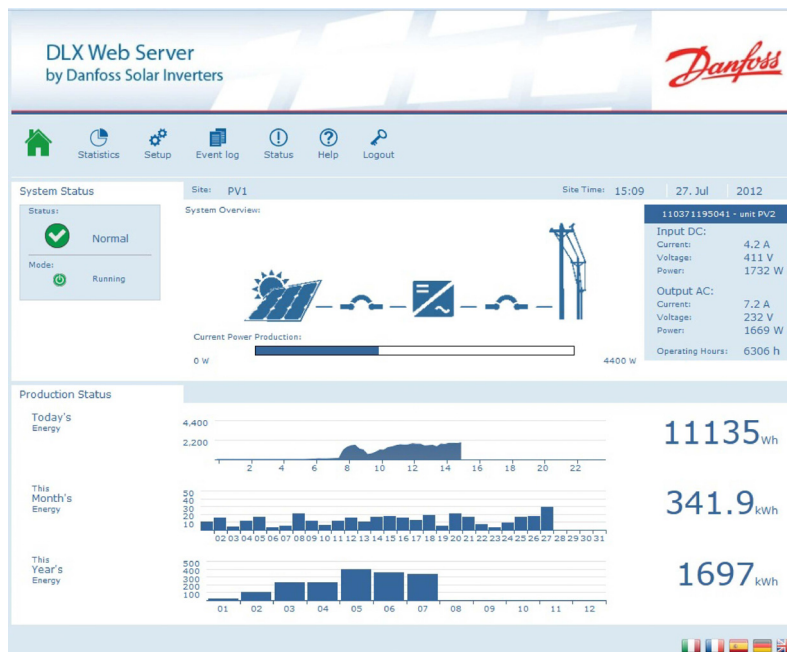 DLX Web Server
by Danfoss Solar Inverters
Danfoss
Statistics Setup Event log Status Help Logout
System Status
Site: PV1 Site Time: 15:09 27. Jul 2012
Status:
Normal
Mode:
Running
System Overview:
Current Power Production:
0 W 4400 W
110371195041 - unit PV2
Input DC:
Current: 4.2 A
Voltage: 411 V
Power: 1732 W
Output AC:
Current: 7.2 A
Voltage: 232 V
Power: 1669 W
Operating Hours: 6306 h
Production Status
Today's
Energy
4,400
2,200
2 4 6 8 10 12 14 16 18 20 22
11135 Wh
This
Month's
Energy
50
40
30
20
10
02 03 04 05 06 07 08 09 10 11 12 13 14 15 16 17 18 19 20 21 22 23 24 25 26 27 28 29 30 31
341.9 kWh
This
Year's
Energy
500
400
300
200
100
01 02 03 04 05 06 07 08 09 10 11 12
1697 kWh